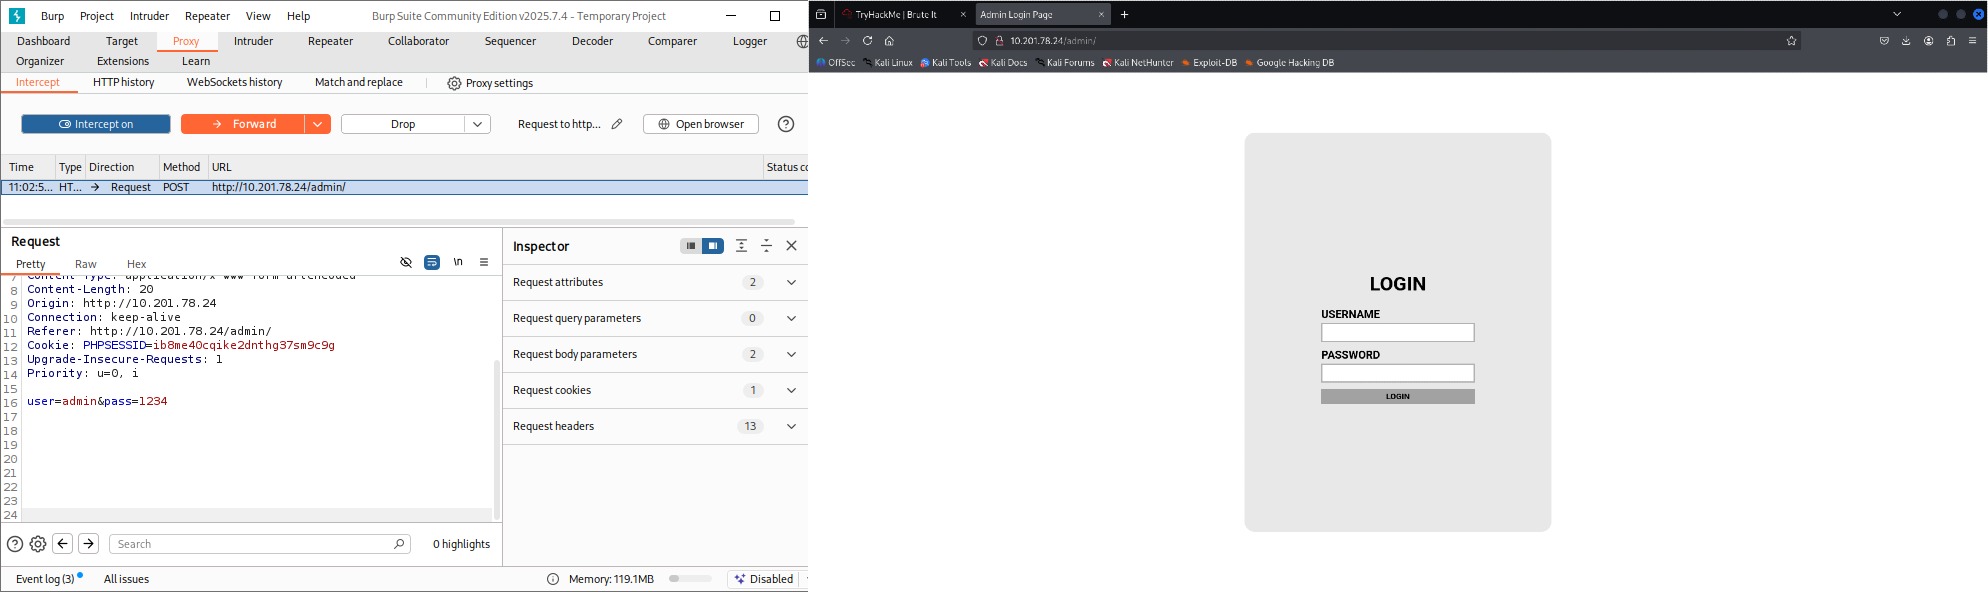 Burp Project Intruder Repeater View Help Burp Suite Community Edition v2025.7.4 - Temporary Project
Dashboard Target Proxy Intruder Repeater Collaborator Sequencer Decoder Comparer Logger
Organizer Extensions Learn
Intercept HTTP history WebSockets history Match and replace Proxy settings
Intercept on Forward Drop Request to http... Open browser
Time Type Direction Method URL Status co
11:02:5... HT... → Request POST http://10.201.78.24/admin/
Request
Pretty Raw Hex \n
7 Content-Type: application/x-www-form-urlencoded
8 Content-Length: 20
9 Origin: http://10.201.78.24
10 Connection: keep-alive
11 Referer: http://10.201.78.24/admin/
12 Cookie: PHPSESSID=ib8me40cqike2dnthg37sm9c9g
13 Upgrade-Insecure-Requests: 1
14 Priority: u=0, i
15
16 user=admin&pass=1234
17
18
19
20
21
22
23
24
Search 0 highlights
Inspector
Request attributes 2
Request query parameters 0
Request body parameters 2
Request cookies 1
Request headers 13
Event log (3) All issues Memory: 119.1MB Disabled
TryHackMe | Brute It Admin Login Page
10.201.78.24/admin/
OffSec Kali Linux Kali Tools Kali Docs Kali Forums Kali NetHunter Exploit-DB Google Hacking DB
LOGIN
USERNAME
PASSWORD
LOGIN